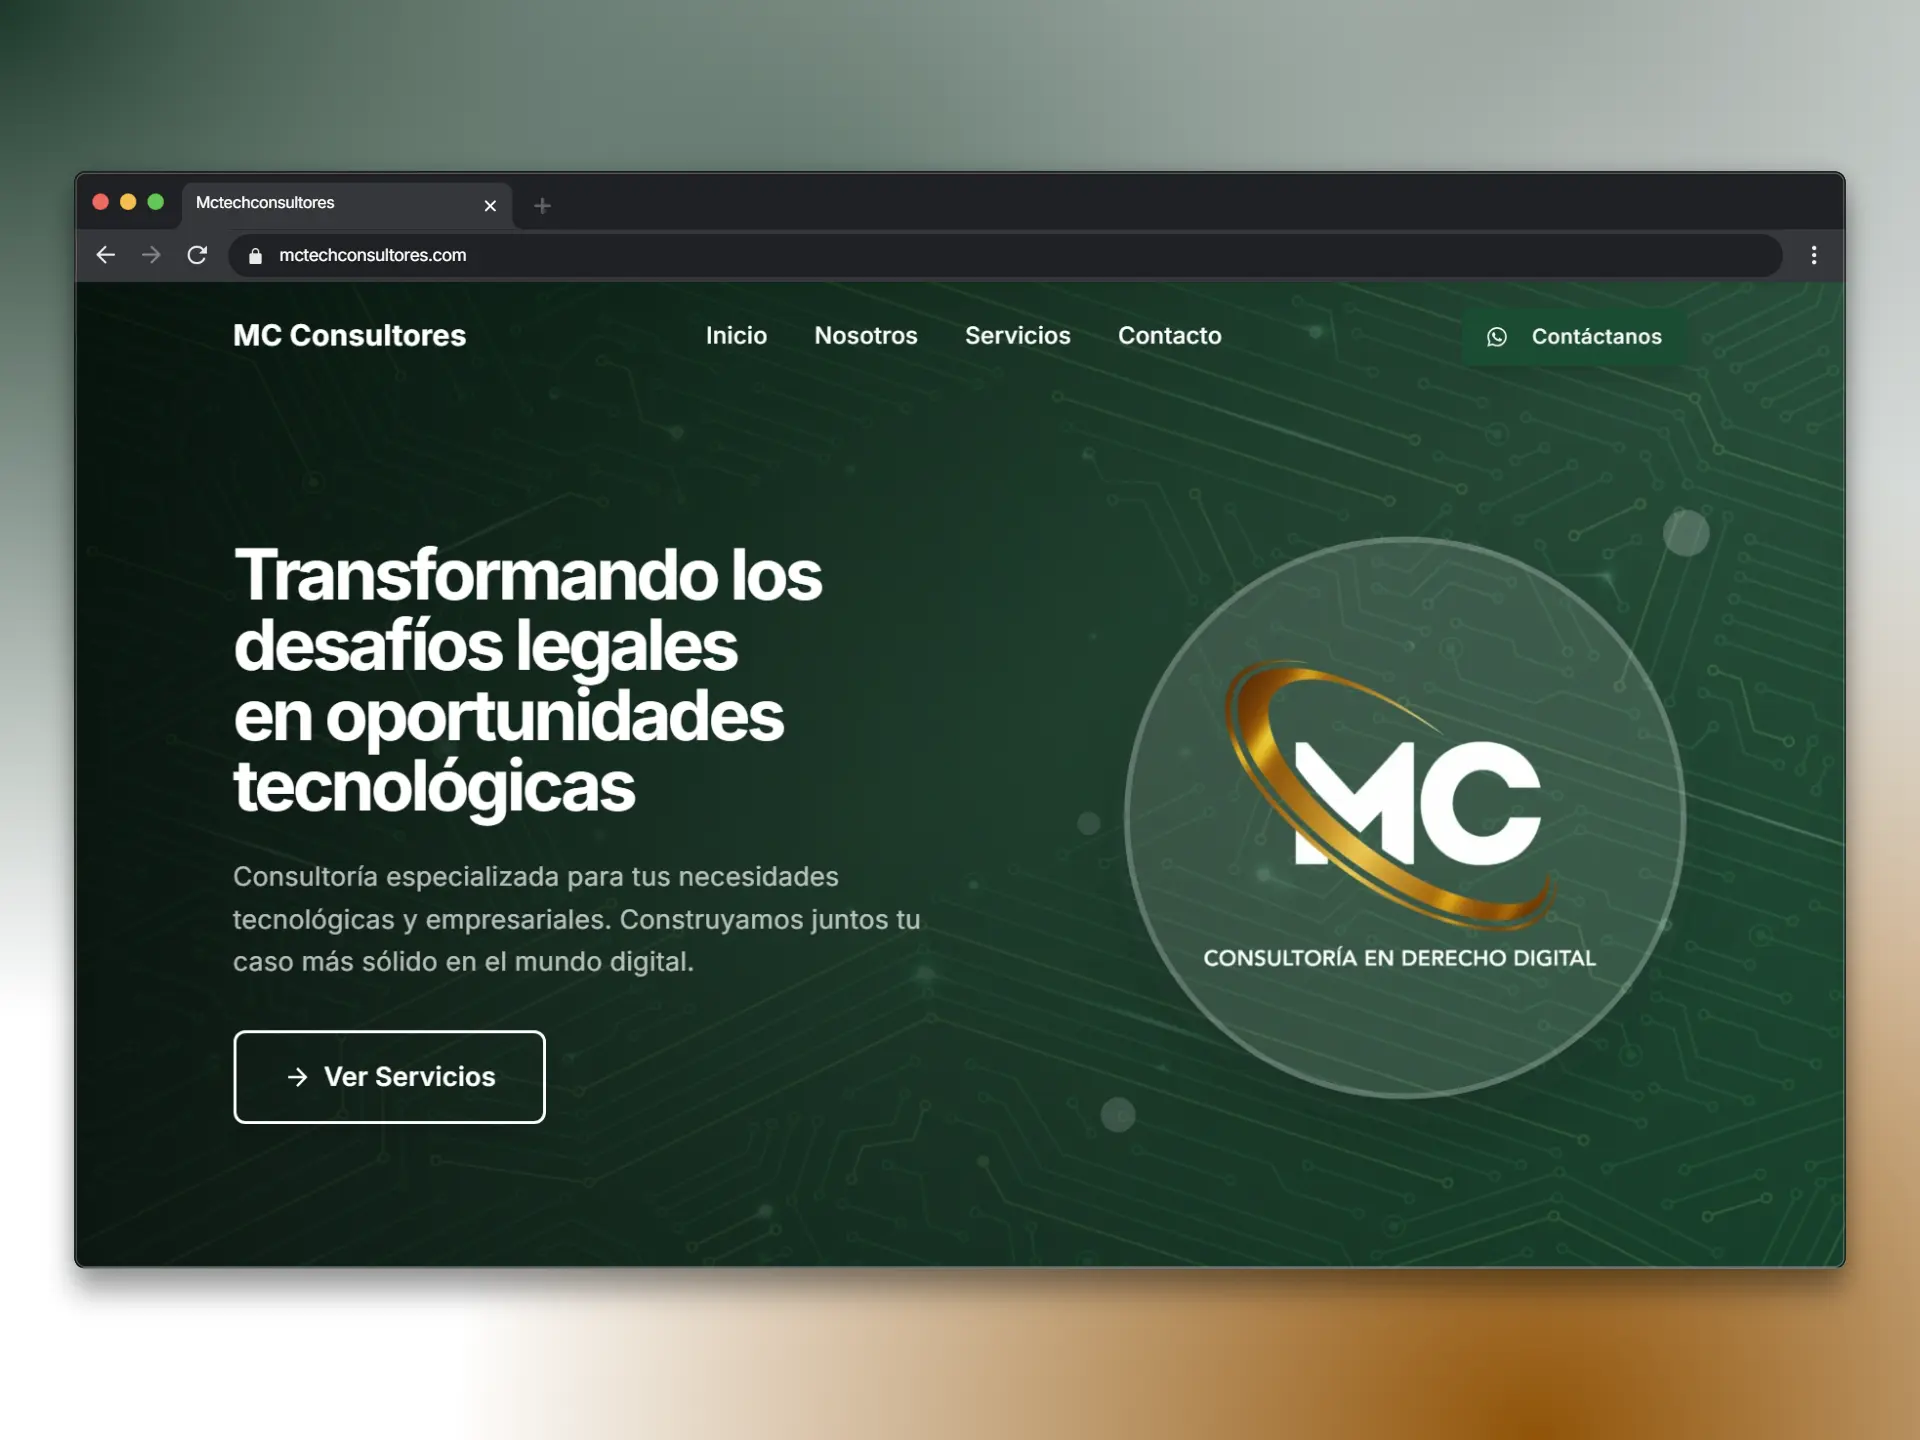 Mctechconsultores
mctechconsultores.com
MC Consultores
Inicio
Nosotros
Servicios
Contacto
Contáctanos
Transformando los
desafíos legales
en oportunidades
tecnológicas
Consultoría especializada para tus necesidades
tecnológicas y empresariales. Construyamos juntos tu
caso más sólido en el mundo digital.
Ver Servicios
MC
CONSULTORÍA EN DERECHO DIGITAL